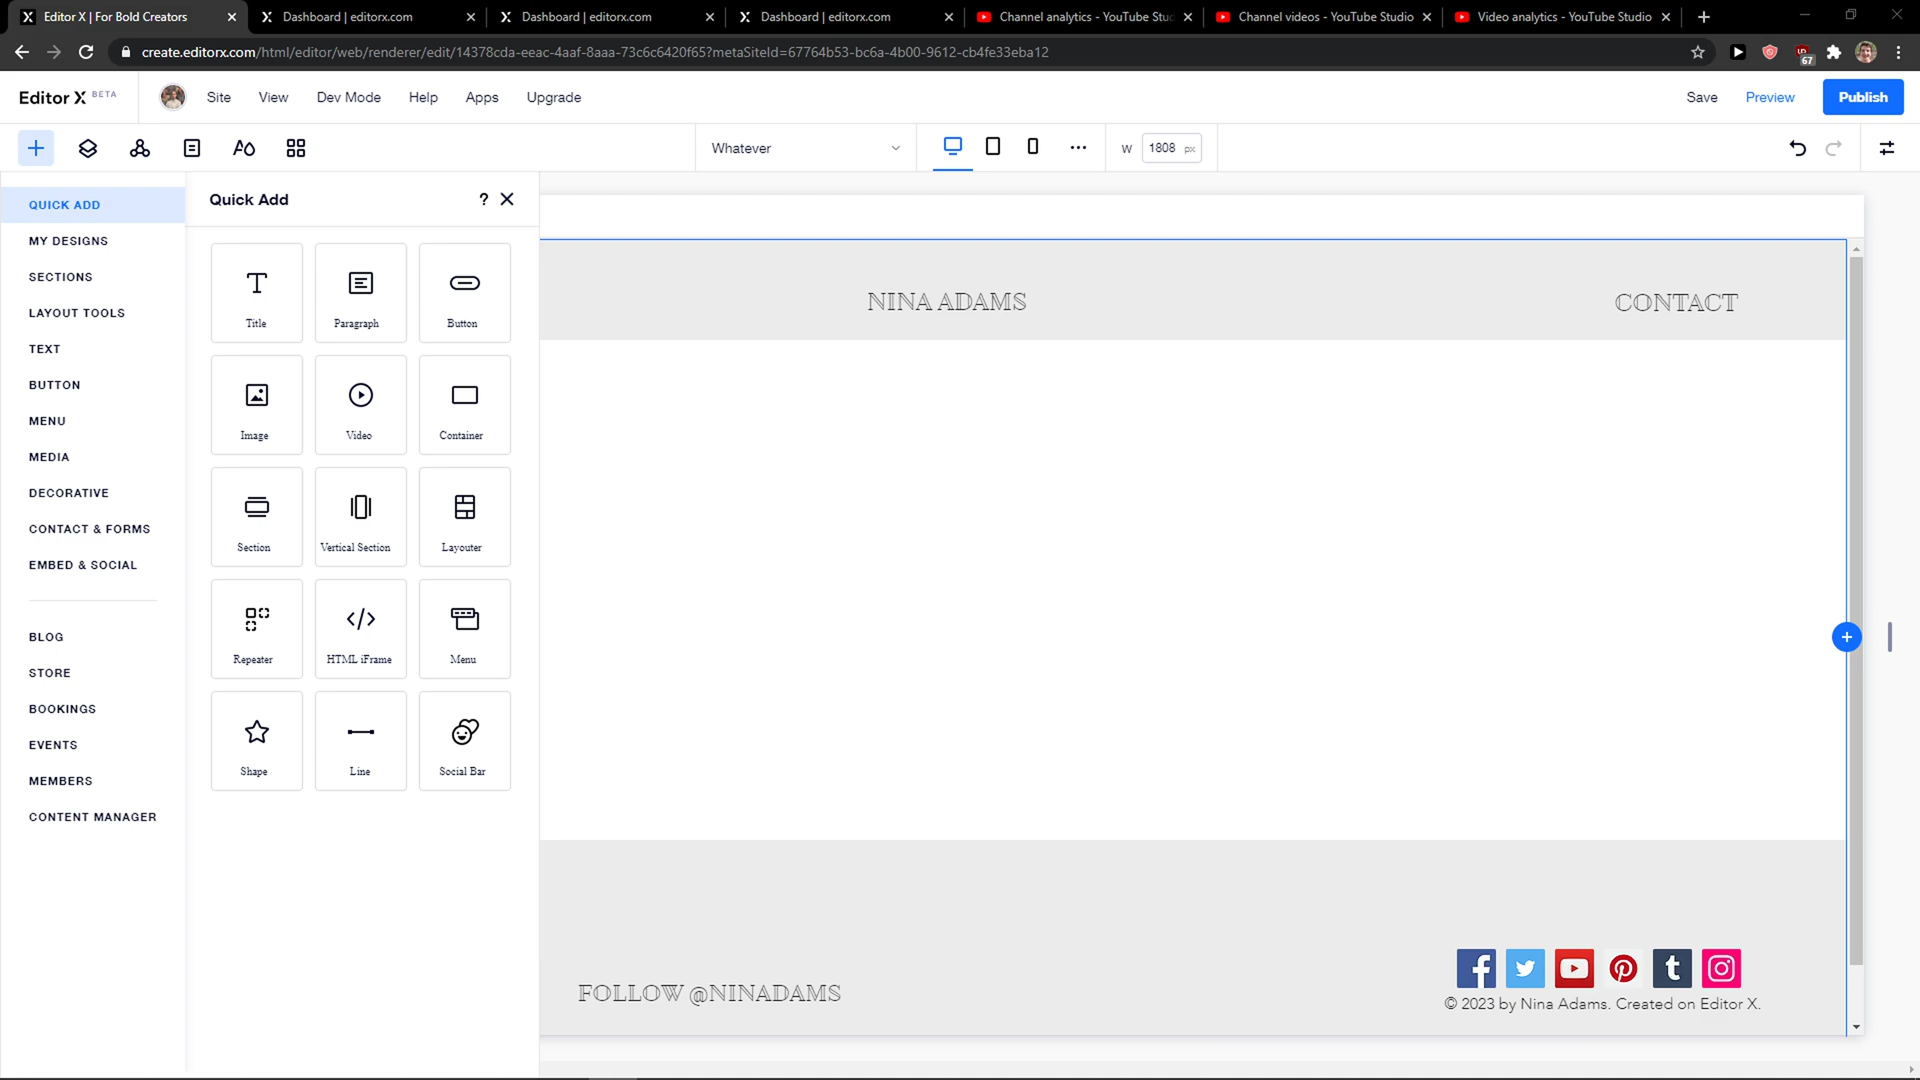 Editor X | For Bold Creators
Dashboard | editorx.com
Dashboard | editorx.com
Dashboard | editorx.com
Channel analytics - YouTube Stu
Channel videos - YouTube Studio
Video analytics - YouTube Studio
create.editorx.com/html/editor/web/renderer/edit/14378cda-eeac-4aaf-8aaa-73c6c6420f65?metaSiteId=67764b53-bc6a-4b00-9612-cb4fe33eba12
67
Editor X BETA
Site
View
Dev Mode
Help
Apps
Upgrade
Save
Preview
Publish
Whatever
W 1808 px
QUICK ADD
MY DESIGNS
SECTIONS
LAYOUT TOOLS
TEXT
BUTTON
MENU
MEDIA
DECORATIVE
CONTACT & FORMS
EMBED & SOCIAL
BLOG
STORE
BOOKINGS
EVENTS
MEMBERS
CONTENT MANAGER
Quick Add
?
Title
Paragraph
Button
Image
Video
Container
Section
Vertical Section
Layouter
Repeater
HTML iFrame
Menu
Shape
Line
Social Bar
NINA ADAMS
CONTACT
FOLLOW @NINADAMS
© 2023 by Nina Adams. Created on Editor X.